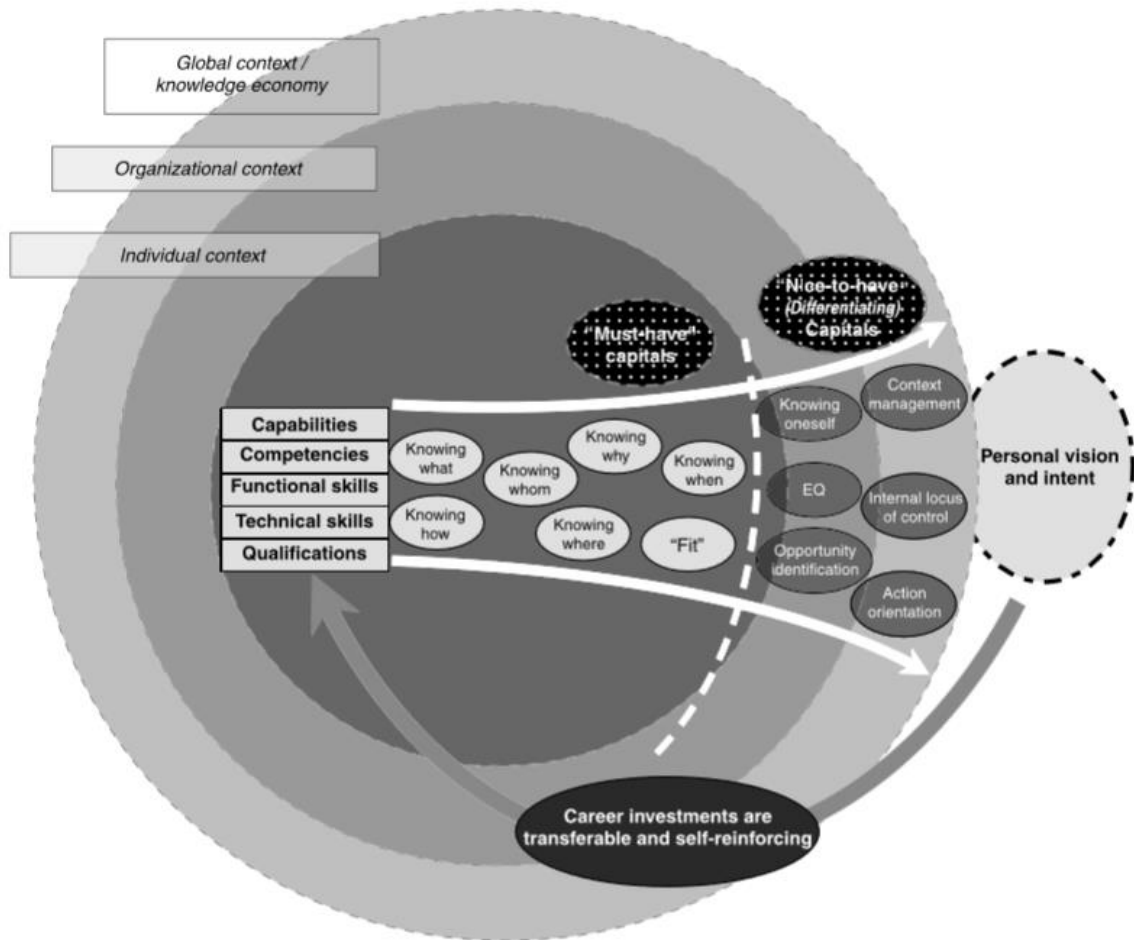 Global context /
knowledge economy
Organizational context
Individual context
"Must-have"
capitals
"Nice-to-have"
(Differentiating)
Capitals
Capabilities
Competencies
Functional skills
Technical skills
Qualifications
Knowing
what
Knowing
how
Knowing
whom
Knowing
why
Knowing
where
Knowing
when
"Fit"
Knowing
oneself
Context
management
EQ
Internal locus
of control
Opportunity
identification
Action
orientation
Personal vision
and intent
Career investments are
transferable and self-reinforcing